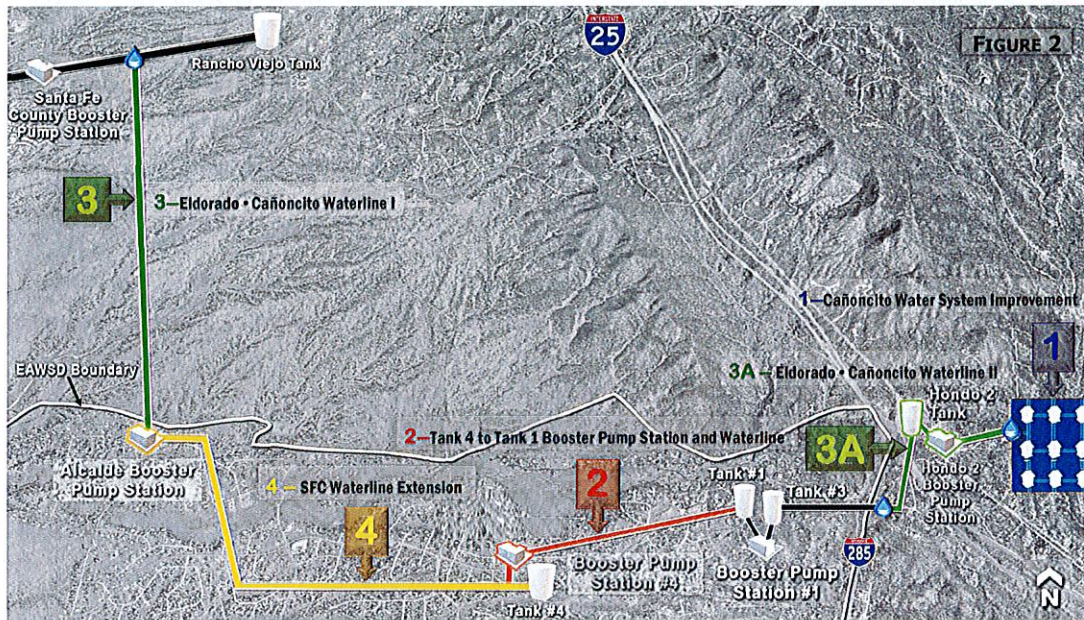 INTERSTATE
25
FIGURE 2
Rancho Viejo Tank
Santa Fe
County Booster
Pump Station
3
3—Eldorado • Cañoncito Waterline I
1—Cañoncito Water System Improvement
1
EAWSD Boundary
3A — Eldorado • Cañoncito Waterline II
Hondo 2
Tank
2—Tank 4 to Tank 1 Booster Pump Station and Waterline
3A
Hondo 2
Booster
Pump
Station
Alcalde Booster
Pump Station
4 — SFC Waterline Extension
2
Tank #1
Tank #3
4
Booster Pump
Station #4
Booster Pump
Station #1
285
Tank #4
N